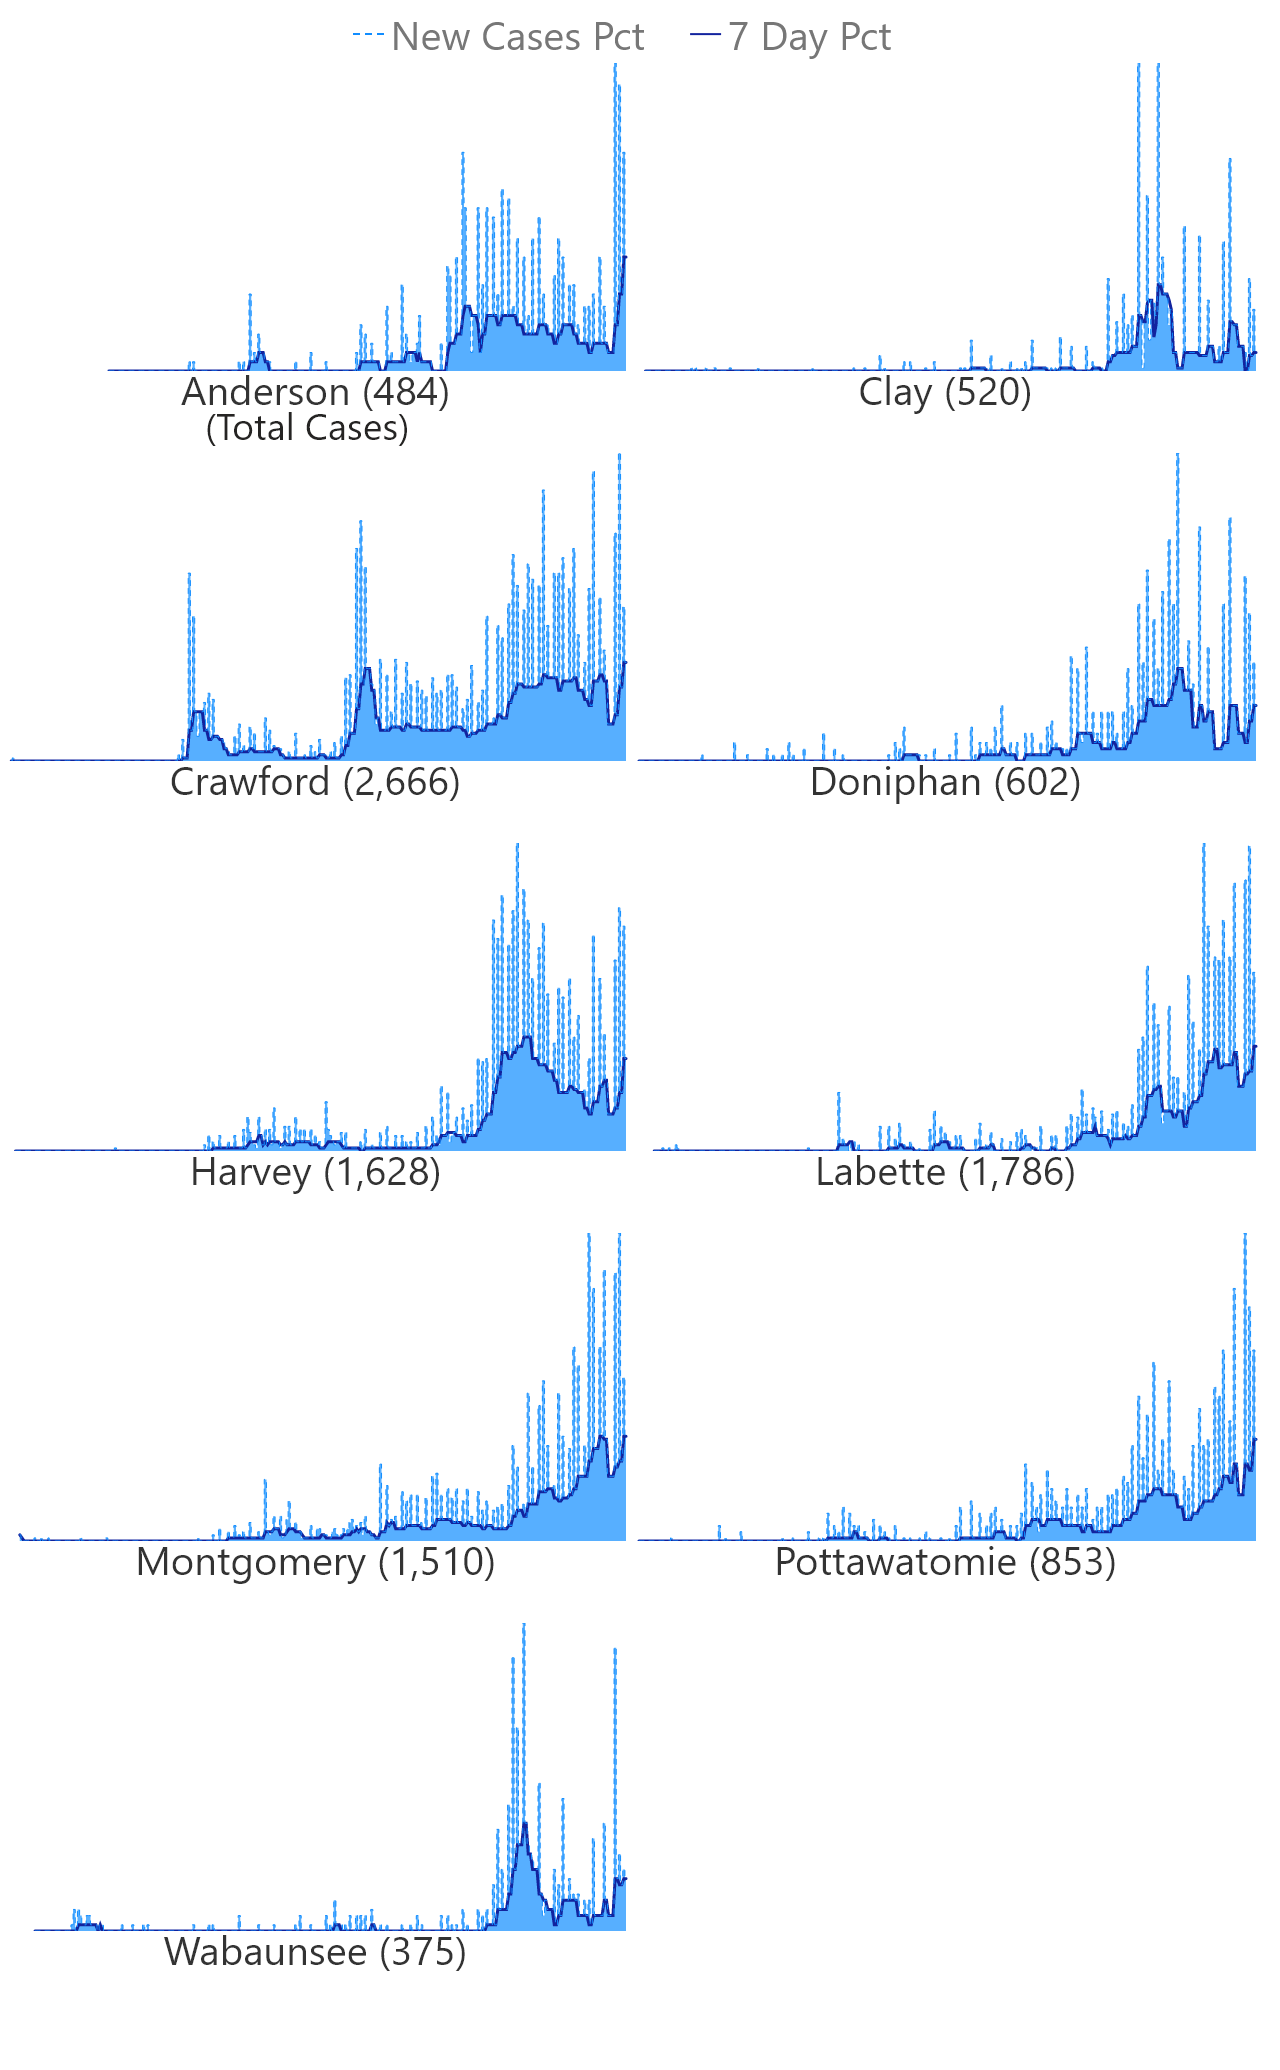 New Cases Pct 7 Day Pct
Anderson (484) Clay (520)
(Total Cases)
Crawford (2,666) Doniphan (602)
Harvey (1,628) Labette (1,786)
Montgomery (1,510) Pottawatomie (853)
Wabaunsee (375)